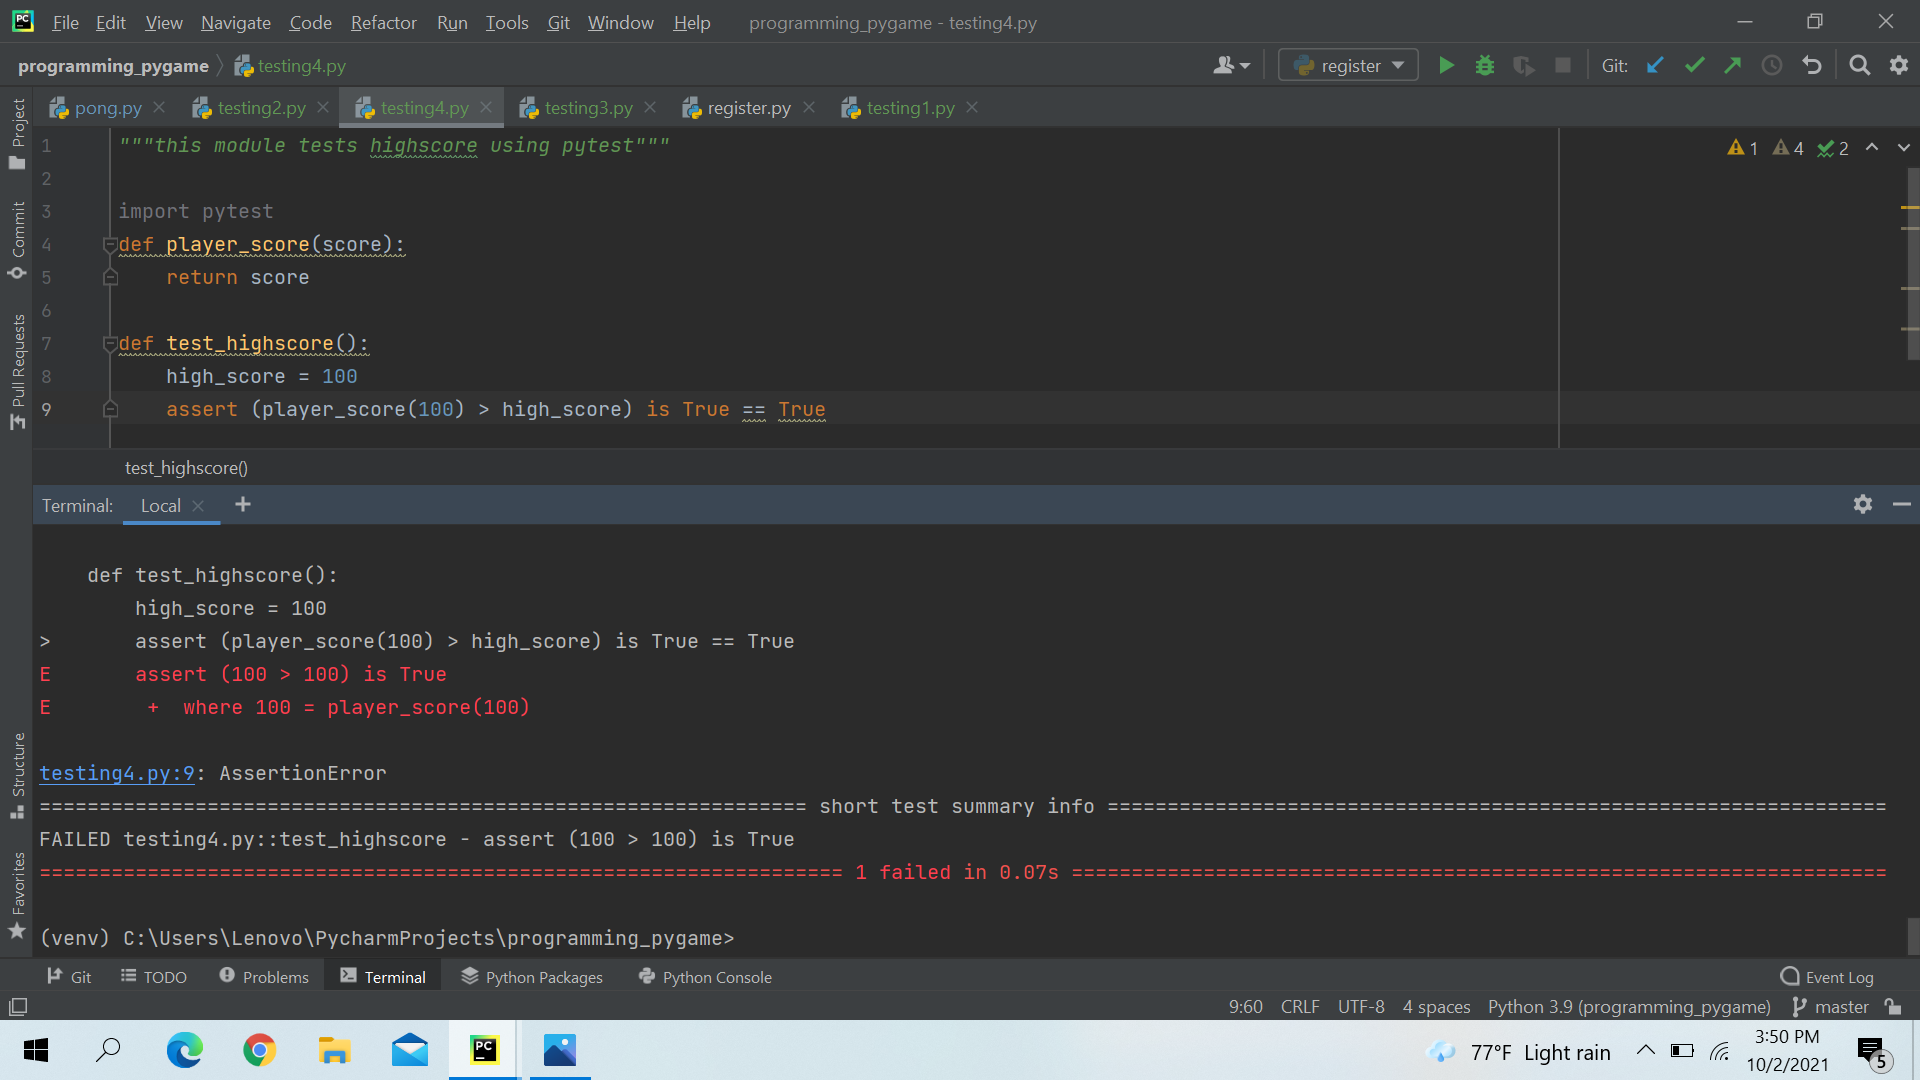 PC File Edit View Navigate Code Refactor Run Tools Git Window Help programming_pygame - testing4.py
programming_pygame testing4.py register Git:
pong.py testing2.py testing4.py testing3.py register.py testing1.py
1 """this module tests highscore using pytest""" 1 4 2
2
3 import pytest
4 def player_score(score):
5 return score
6
7 def test_highscore():
8 high_score = 100
9 assert (player_score(100) > high_score) is True == True
test_highscore()
Project
Commit
Pull Requests
Structure
Favorites
Terminal: Local +
def test_highscore():
high_score = 100
> assert (player_score(100) > high_score) is True == True
E assert (100 > 100) is True
E + where 100 = player_score(100)
testing4.py:9: AssertionError
================================================================ short test summary info =================================================================
FAILED testing4.py::test_highscore - assert (100 > 100) is True
=================================================================== 1 failed in 0.07s ====================================================================
(venv) C:\Users\Lenovo\PycharmProjects\programming_pygame>
Git TODO Problems Terminal Python Packages Python Console Event Log
9:60 CRLF UTF-8 4 spaces Python 3.9 (programming_pygame) master
PC 77°F Light rain 3:50 PM
10/2/2021 5